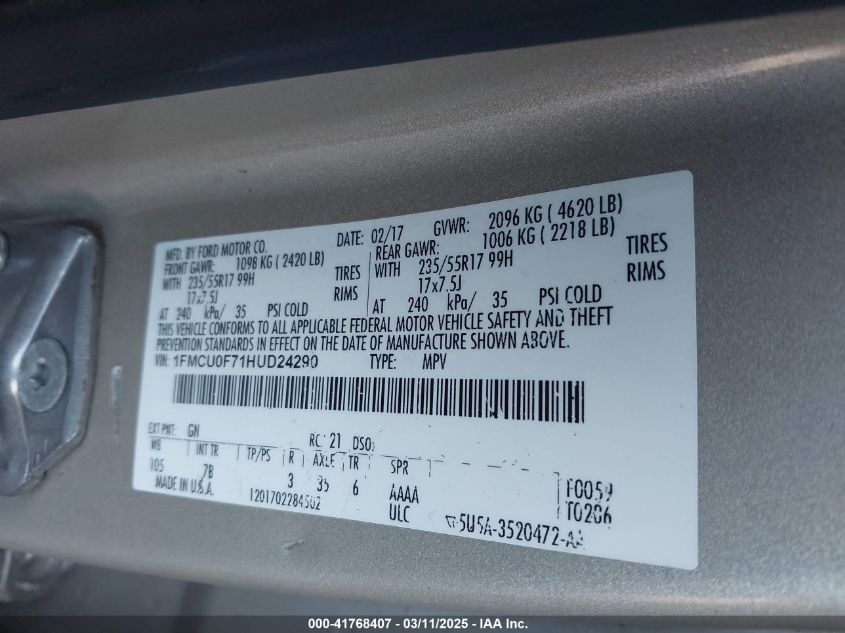 MFD. BY FORD MOTOR CO.
DATE: 02/17 GVWR: 2096 KG ( 4620 LB)
FRONT GAWR: 1098 KG ( 2420 LB)
REAR GAWR: 1006 KG ( 2218 LB)
WITH 235/55R17 99H TIRES
WITH 235/55R17 99H TIRES
17x7.5J RIMS
17x7.5J RIMS
AT 240 kPa/ 35 PSI COLD
AT 240 kPa/ 35 PSI COLD
THIS VEHICLE CONFORMS TO ALL APPLICABLE FEDERAL MOTOR VEHICLE SAFETY AND THEFT
PREVENTION STANDARDS IN EFFECT ON THE DATE OF MANUFACTURE SHOWN ABOVE.
VIN: 1FMCU0F71HUD24290 TYPE: MPV
EXT PNT: GN RC: 21 DSO:
WB INT TR TP/PS R AXLE TR SPR
105 7B 3 35 6 AAAA F0059
MADE IN U.S.A. 1201702284502 ULC T0206
5U5A-3520472-AA
000-41768407 - 03/11/2025 - IAA Inc.